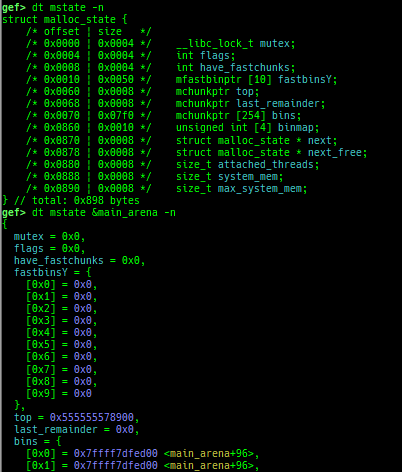 gef> dt mstate -n
struct malloc_state {
    /* offset | size   */
    /* 0x0000 | 0x0004 */    __libc_lock_t mutex;
    /* 0x0004 | 0x0004 */    int flags;
    /* 0x0008 | 0x0004 */    int have_fastchunks;
    /* 0x0010 | 0x0050 */    mfastbinptr [10] fastbinsY;
    /* 0x0060 | 0x0008 */    mchunkptr top;
    /* 0x0068 | 0x0008 */    mchunkptr last_remainder;
    /* 0x0070 | 0x07f0 */    mchunkptr [254] bins;
    /* 0x0860 | 0x0010 */    unsigned int [4] binmap;
    /* 0x0870 | 0x0008 */    struct malloc_state * next;
    /* 0x0878 | 0x0008 */    struct malloc_state * next_free;
    /* 0x0880 | 0x0008 */    size_t attached_threads;
    /* 0x0888 | 0x0008 */    size_t system_mem;
    /* 0x0890 | 0x0008 */    size_t max_system_mem;
} // total: 0x898 bytes
gef> dt mstate &main_arena -n
{
  mutex = 0x0,
  flags = 0x0,
  have_fastchunks = 0x0,
  fastbinsY = {
    [0x0] = 0x0,
    [0x1] = 0x0,
    [0x2] = 0x0,
    [0x3] = 0x0,
    [0x4] = 0x0,
    [0x5] = 0x0,
    [0x6] = 0x0,
    [0x7] = 0x0,
    [0x8] = 0x0,
    [0x9] = 0x0
  },
  top = 0x555555578900,
  last_remainder = 0x0,
  bins = {
    [0x0] = 0x7ffff7dfed00 <main_arena+96>,
    [0x1] = 0x7ffff7dfed00 <main_arena+96>,